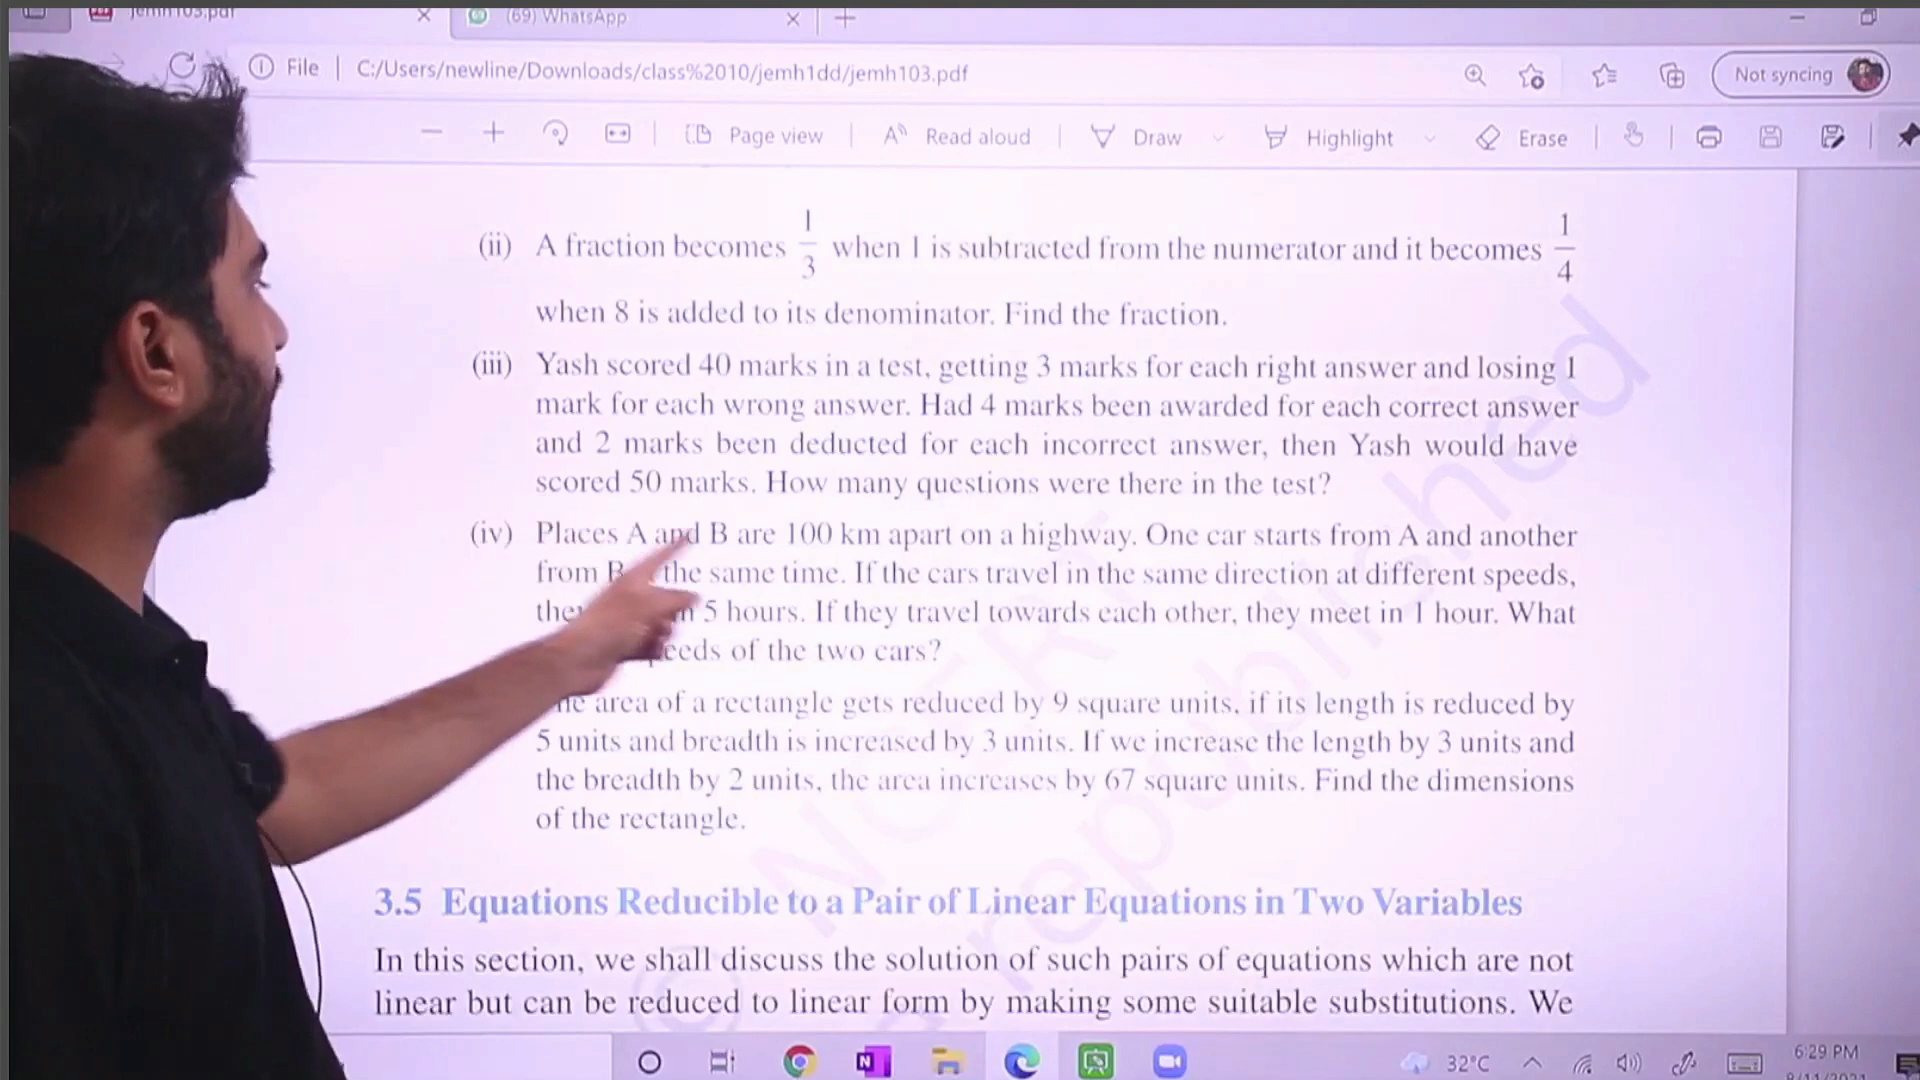 jemh103.pdf
(69) WhatsApp
File
C:/Users/newline/Downloads/class%2010/jemh1dd/jemh103.pdf
Not syncing
Page view
Read aloud
Draw
Highlight
Erase
(ii) A fraction becomes 1/3 when 1 is subtracted from the numerator and it becomes 1/4
when 8 is added to its denominator. Find the fraction.
(iii) Yash scored 40 marks in a test, getting 3 marks for each right answer and losing 1
mark for each wrong answer. Had 4 marks been awarded for each correct answer
and 2 marks been deducted for each incorrect answer, then Yash would have
scored 50 marks. How many questions were there in the test?
(iv) Places A and B are 100 km apart on a highway. One car starts from A and another
from B the same time. If the cars travel in the same direction at different speeds,
5 hours. If they travel towards each other, they meet in 1 hour. What
speeds of the two cars?
area of a rectangle gets reduced by 9 square units, if its length is reduced by
5 units and breadth is increased by 3 units. If we increase the length by 3 units and
the breadth by 2 units, the area increases by 67 square units. Find the dimensions
of the rectangle.
3.5 Equations Reducible to a Pair of Linear Equations in Two Variables
In this section, we shall discuss the solution of such pairs of equations which are not
linear but can be reduced to linear form by making some suitable substitutions. We
© NCERT
republished
32°C
6:29 PM